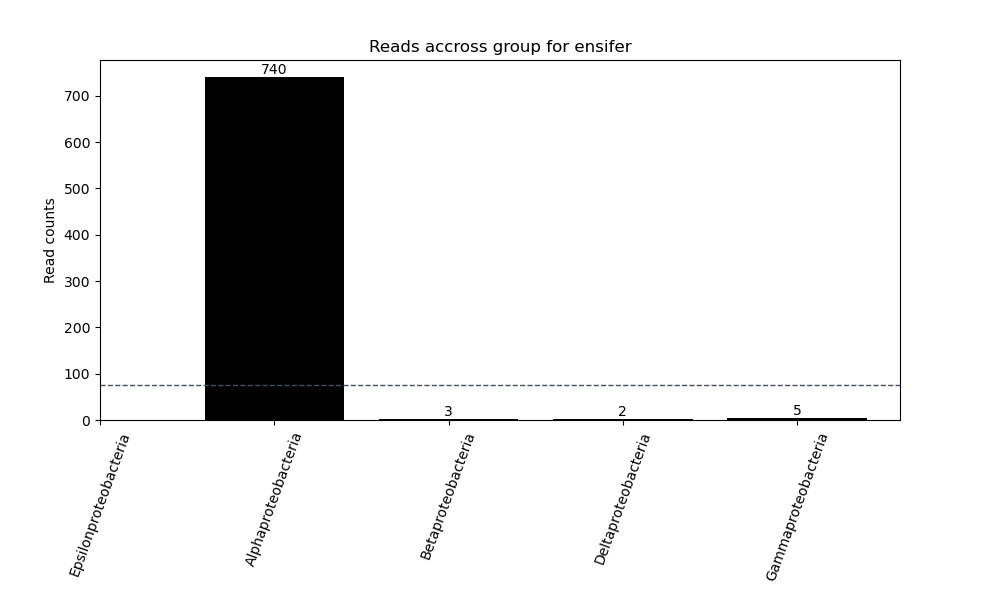 Reads accross group for ensifer
Read counts
700
600
500
400
300
200
100
0
740
3
2
5
Epsilonproteobacteria
Alphaproteobacteria
Betaproteobacteria
Deltaproteobacteria
Gammaproteobacteria